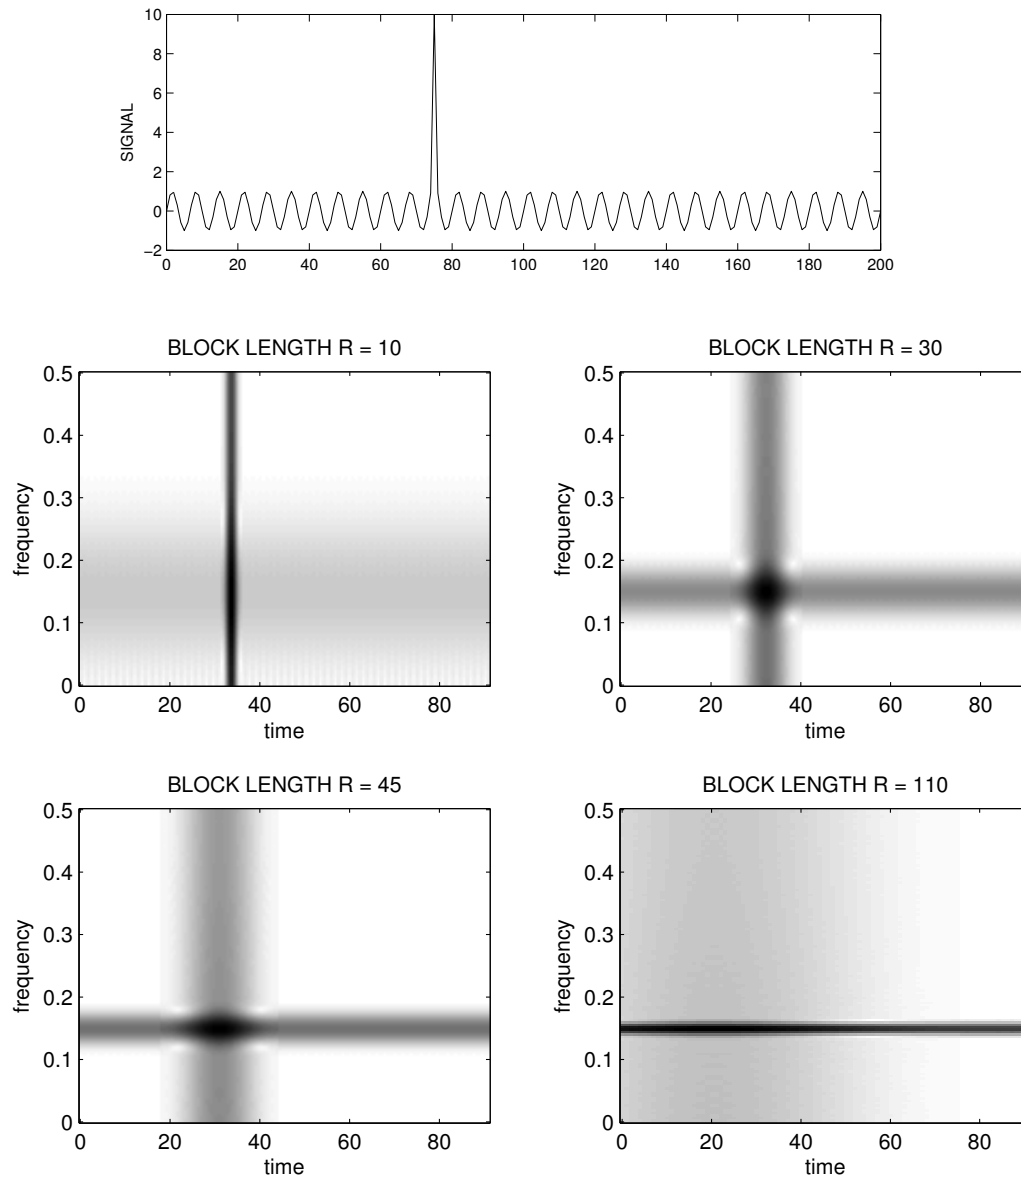 SIGNAL
10
8
6
4
2
0
−2
0 20 40 60 80 100 120 140 160 180 200
BLOCK LENGTH R = 10
frequency
0.5
0.4
0.3
0.2
0.1
0
0 20 40 60 80
time
BLOCK LENGTH R = 30
frequency
0.5
0.4
0.3
0.2
0.1
0
0 20 40 60 80
time
BLOCK LENGTH R = 45
frequency
0.5
0.4
0.3
0.2
0.1
0
0 20 40 60 80
time
BLOCK LENGTH R = 110
frequency
0.5
0.4
0.3
0.2
0.1
0
0 20 40 60 80
time